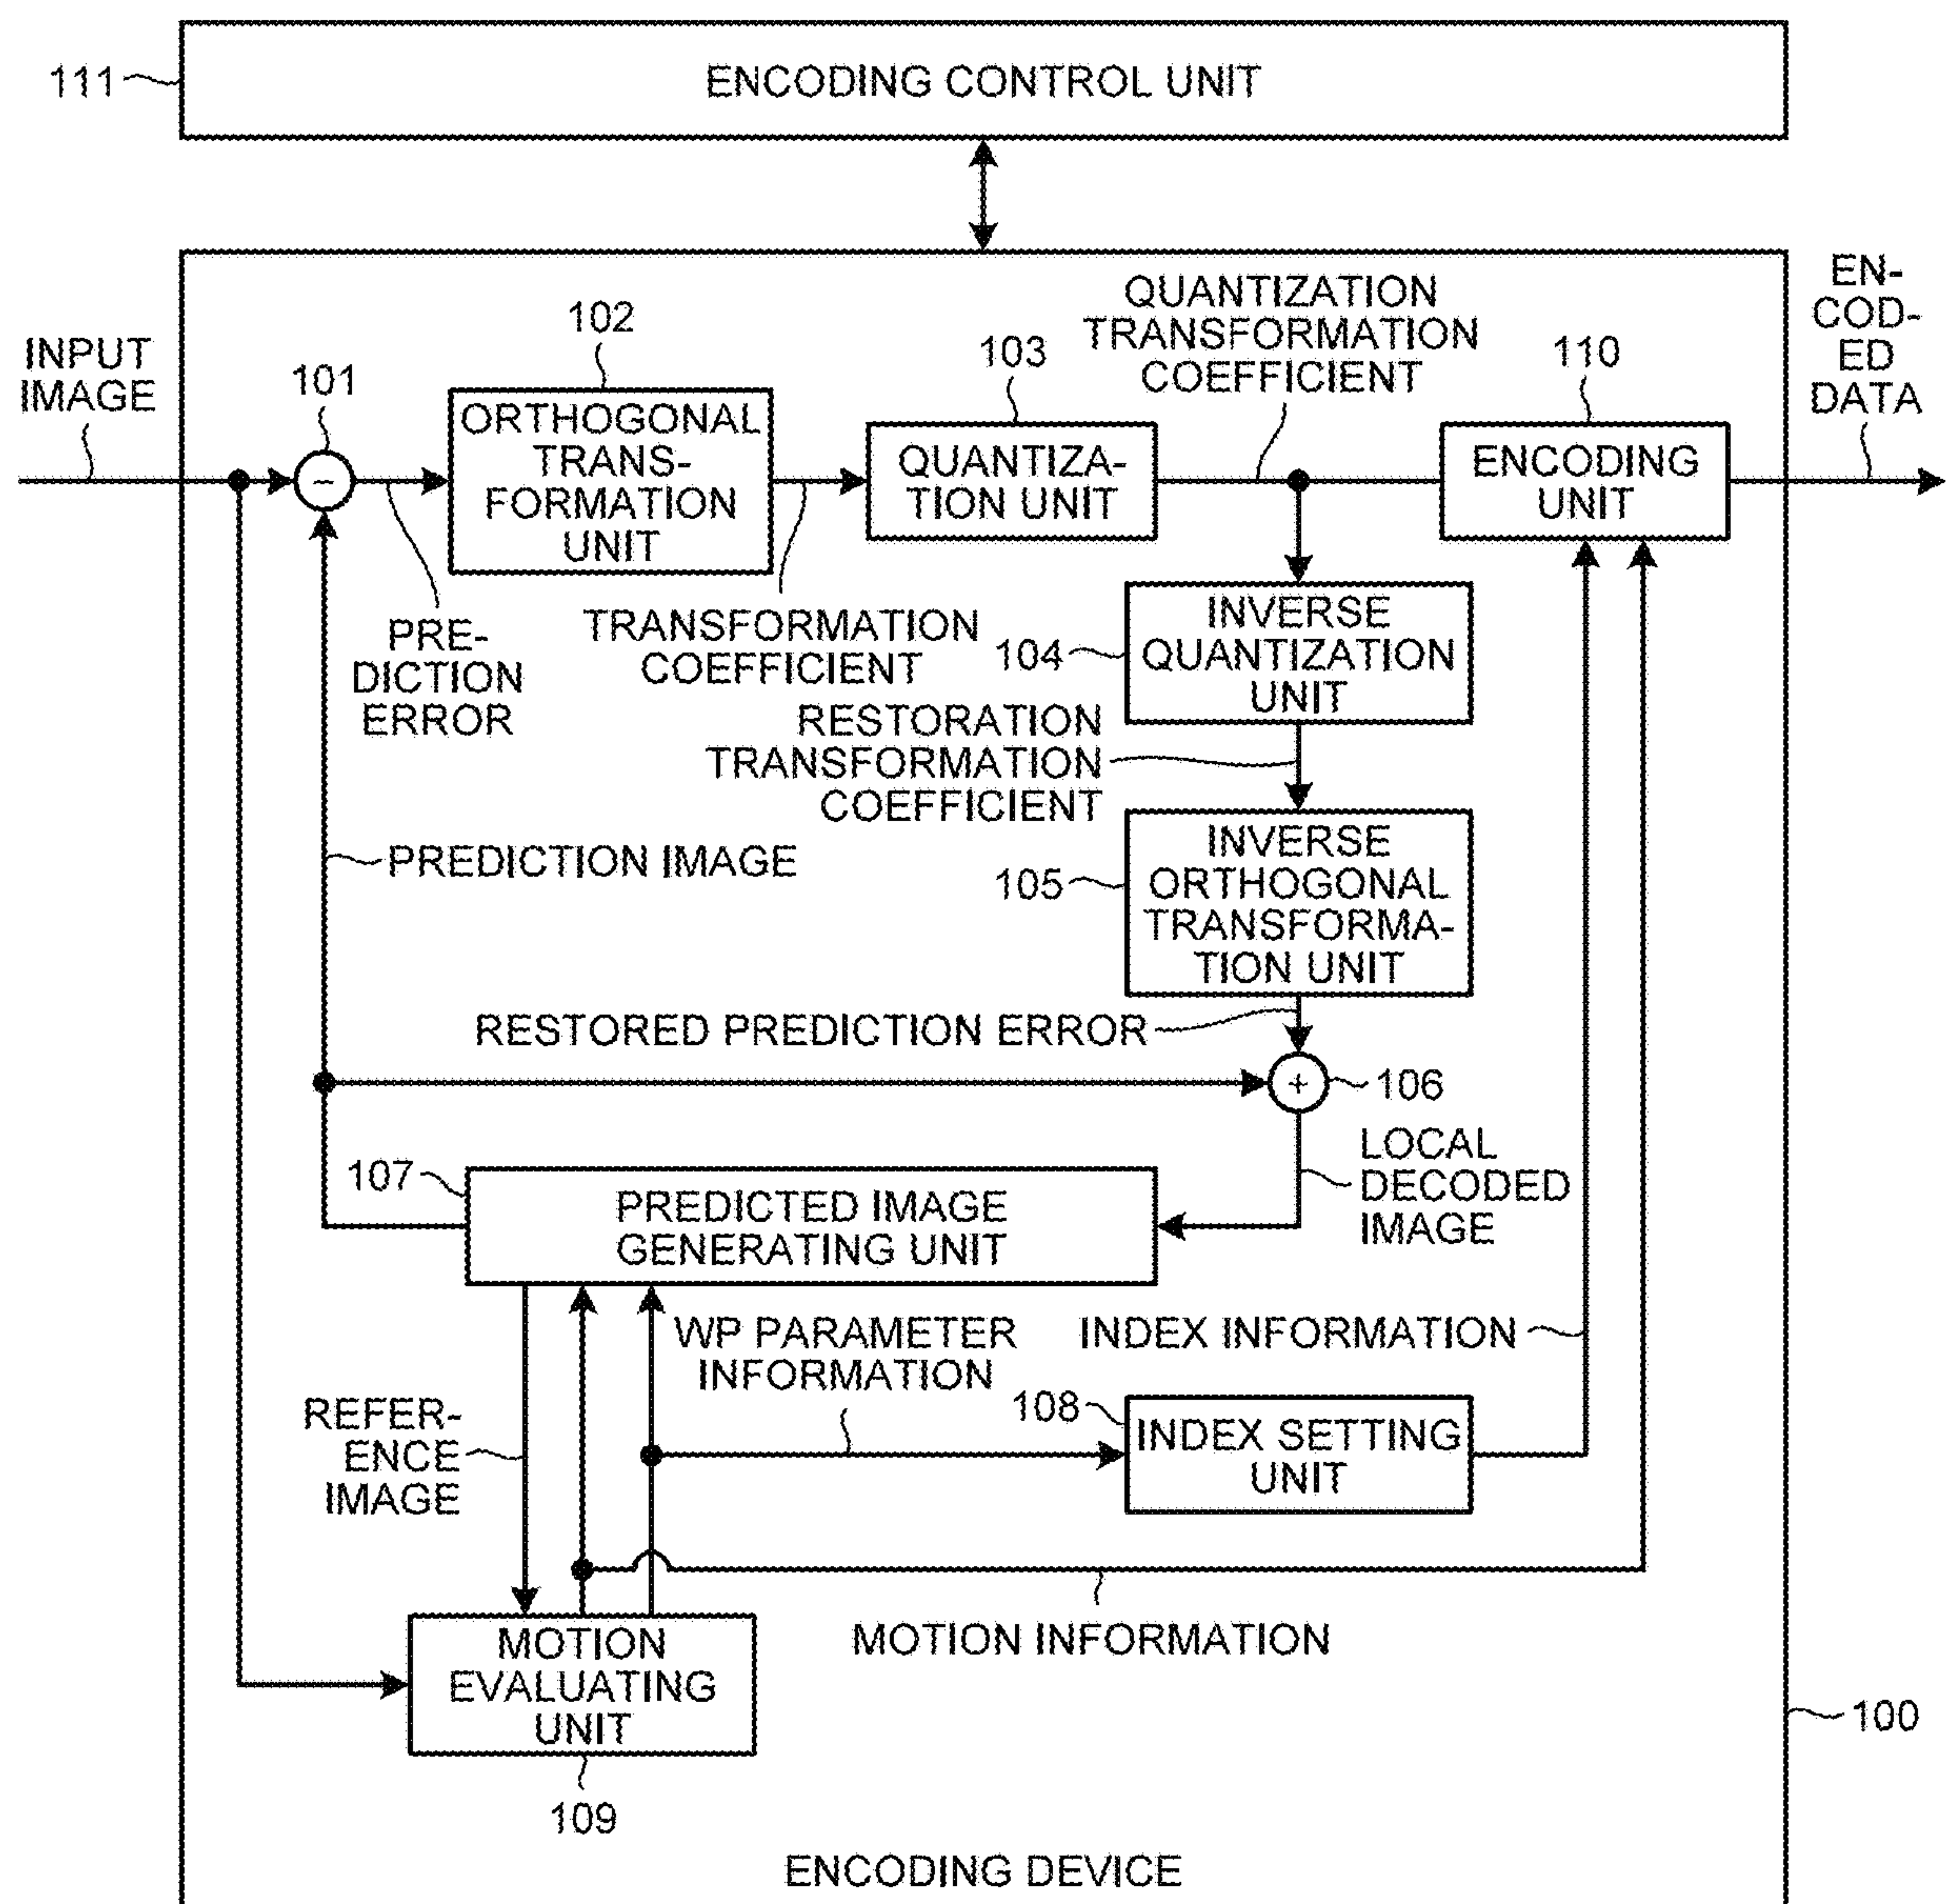 111
ENCODING CONTROL UNIT
INPUT
IMAGE
101
102
ORTHOGONAL
TRANS-
FORMATION
UNIT
103
QUANTIZA-
TION UNIT
QUANTIZATION
TRANSFORMATION
COEFFICIENT
110
ENCODING
UNIT
EN-
COD-
ED
DATA
−
PRE-
DICTION
ERROR
TRANSFORMATION
COEFFICIENT
104
INVERSE
QUANTIZATION
UNIT
RESTORATION
TRANSFORMATION
COEFFICIENT
PREDICTION IMAGE
105
INVERSE
ORTHOGONAL
TRANSFORMA-
TION UNIT
RESTORED PREDICTION ERROR
+
106
LOCAL
DECODED
IMAGE
107
PREDICTED IMAGE
GENERATING UNIT
WP PARAMETER
INFORMATION
INDEX INFORMATION
REFER-
ENCE
IMAGE
108
INDEX SETTING
UNIT
MOTION INFORMATION
MOTION
EVALUATING
UNIT
109
100
ENCODING DEVICE